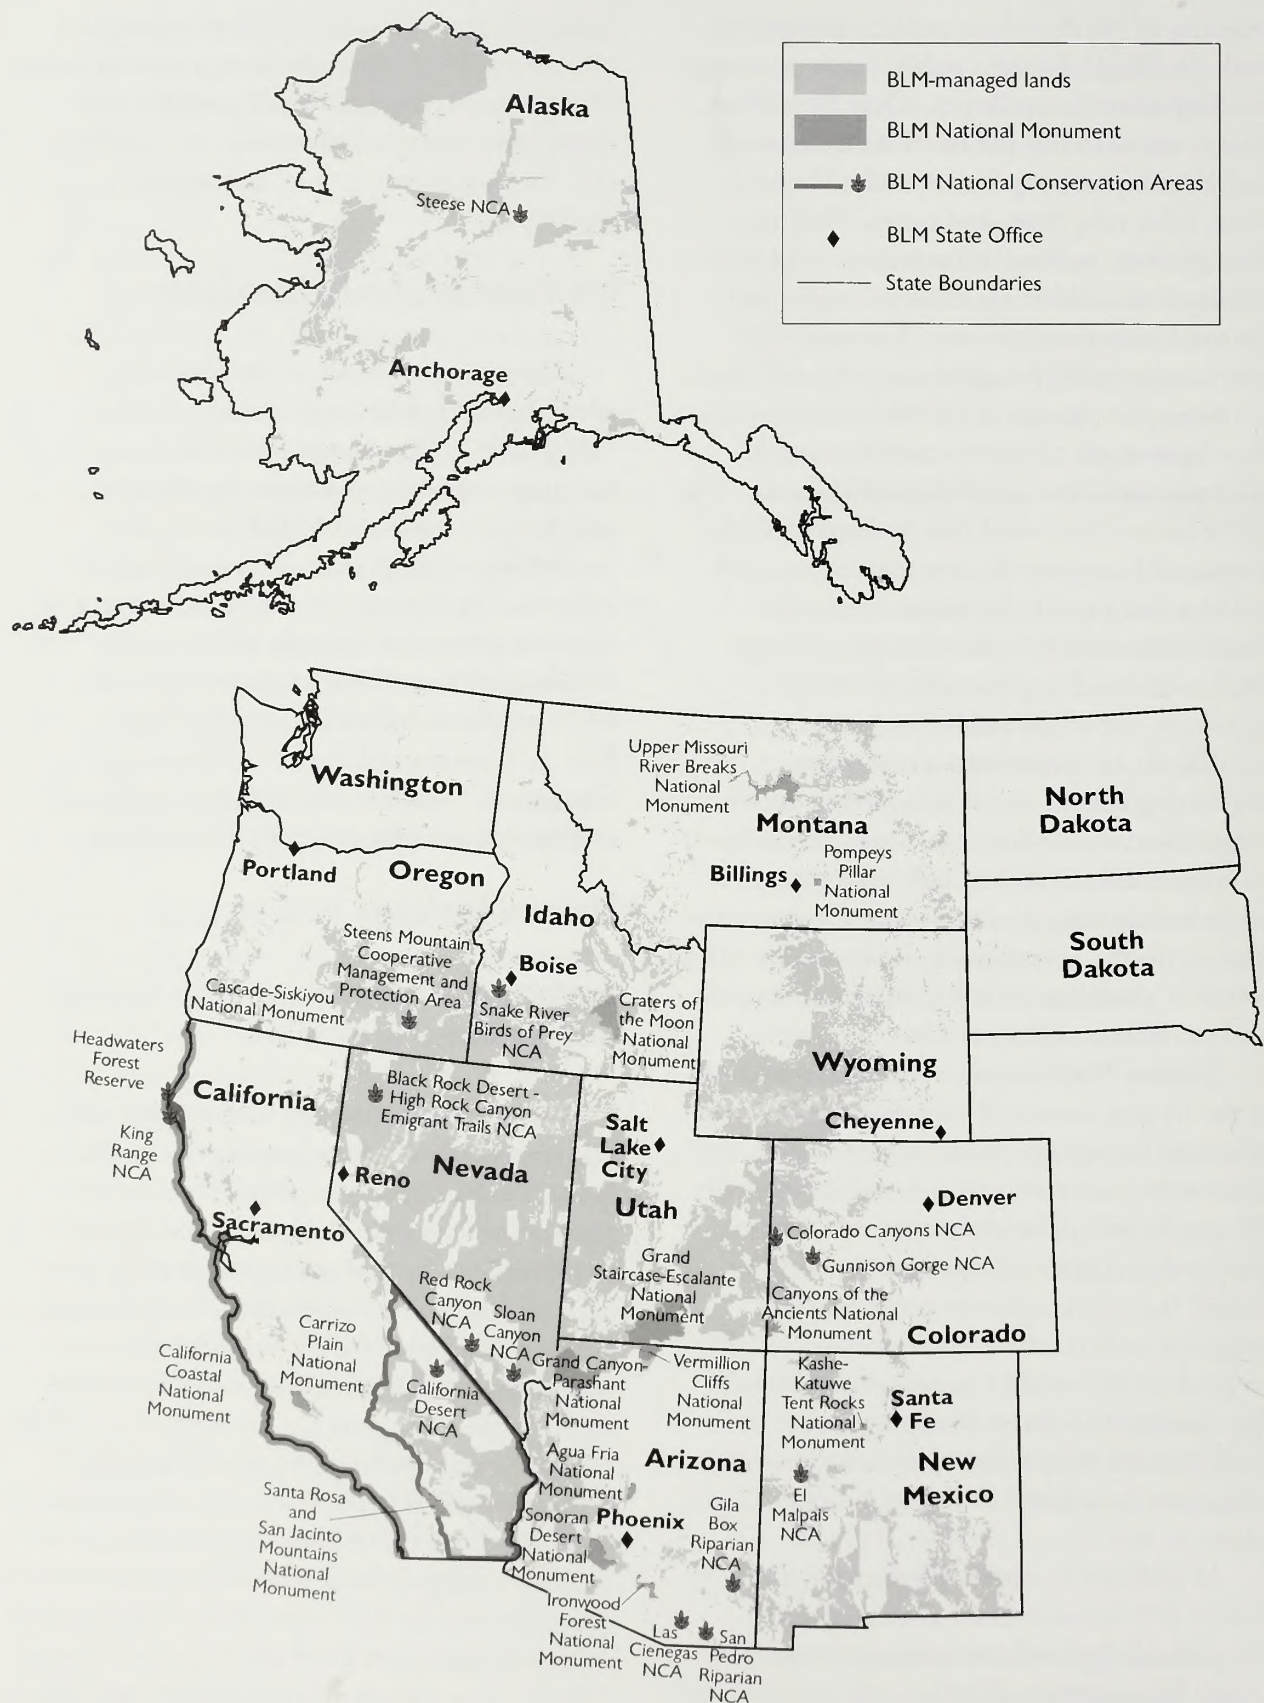 BLM-managed lands
BLM National Monument
BLM National Conservation Areas
BLM State Office
State Boundaries
Alaska
Steese NCA
Anchorage
Washington
Portland
Oregon
Steens Mountain
Cooperative
Management and
Protection Area
Cascade-Siskiyou
National Monument
Idaho
Boise
Snake River
Birds of Prey
NCA
Craters of
the Moon
National
Monument
Upper Missouri
River Breaks
National
Monument
Montana
Billings
Pompeys
Pillar
National
Monument
North
Dakota
South
Dakota
Wyoming
Cheyenne
Headwaters
Forest
Reserve
King
Range
NCA
California
Sacramento
Black Rock Desert -
High Rock Canyon
Emigrant Trails NCA
Reno
Nevada
Salt
Lake
City
Utah
Grand
Staircase-Escalante
National
Monument
Denver
Colorado Canyons NCA
Gunnison Gorge NCA
Canyons of the
Ancients National
Monument
Colorado
Red Rock
Canyon
NCA
Sloan
Canyon
NCA
California
Coastal
National
Monument
Carrizo
Plain
National
Monument
California
Desert
NCA
Santa Rosa
and
San Jacinto
Mountains
National
Monument
Grand Canyon-
Parashant
National
Monument
Vermillion
Cliffs
National
Monument
Agua Fria
National
Monument
Arizona
Sonoran
Desert
National
Monument
Phoenix
Gila
Box
Riparian
NCA
Ironwood
Forest
National
Monument
Las
Cienegas
NCA
San
Pedro
Riparian
NCA
Kashe-
Katuwe
Tent Rocks
National
Monument
Santa
Fe
New
Mexico
El
Malpais
NCA